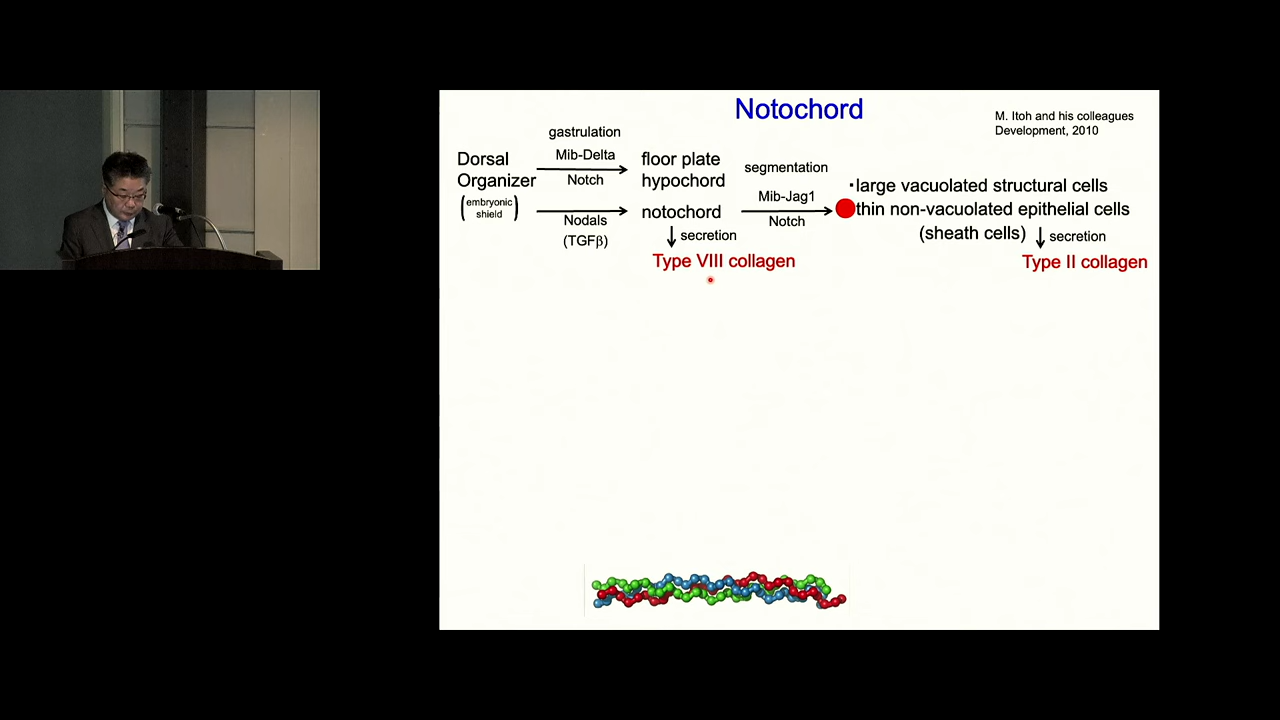 Notochord
M. Itoh and his colleagues
Development, 2010
gastrulation
Dorsal
Organizer
(embryonic
shield)
Mib-Delta
Notch
floor plate
hypochord
Nodals
(TGFβ)
notochord
secretion
Type VIII collagen
segmentation
Mib-Jag1
Notch
·large vacuolated structural cells
thin non-vacuolated epithelial cells
(sheath cells)
secretion
Type II collagen